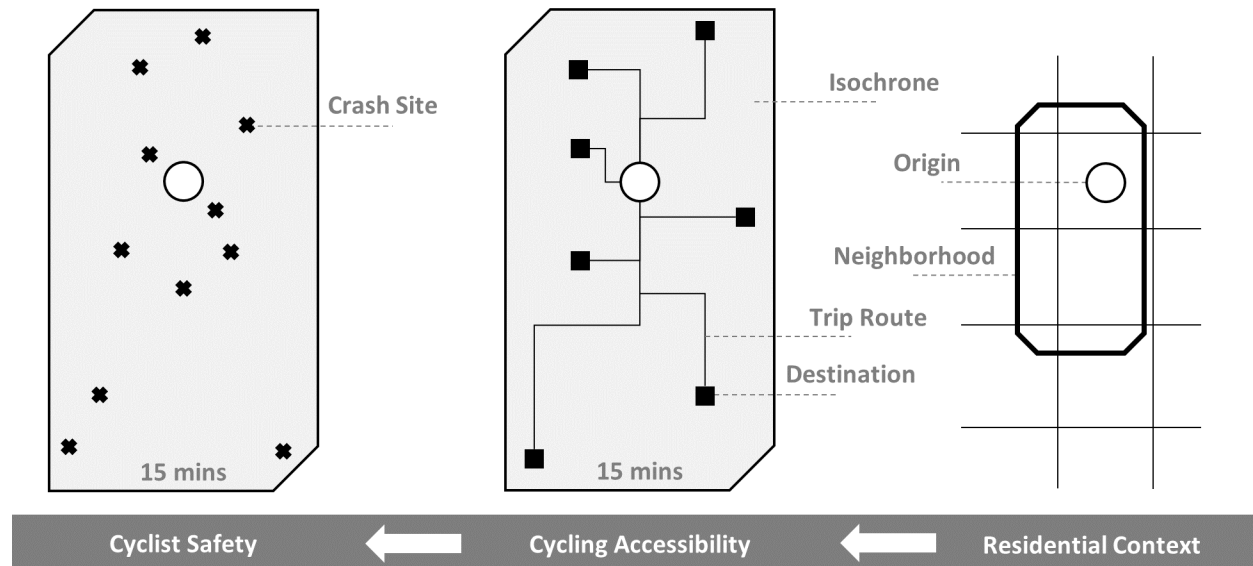 Crash Site
15 mins
Isochrone
Trip Route
Destination
15 mins
Origin
Neighborhood
Cyclist Safety
Cycling Accessibility
Residential Context